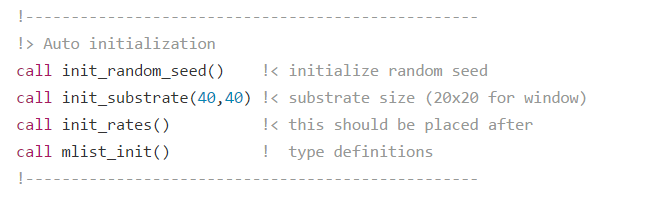 !--------------------------------------------------
!> Auto initialization
call init_random_seed()    !< initialize random seed
call init_substrate(40,40) !< substrate size (20x20 for window)
call init_rates()          !< this should be placed after
call mlist_init()          !  type definitions
!--------------------------------------------------